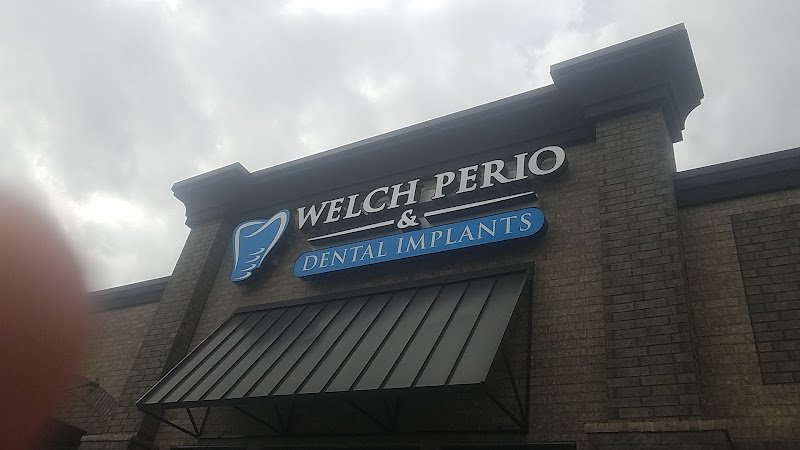 WELCH PERIO
&
DENTAL IMPLANTS